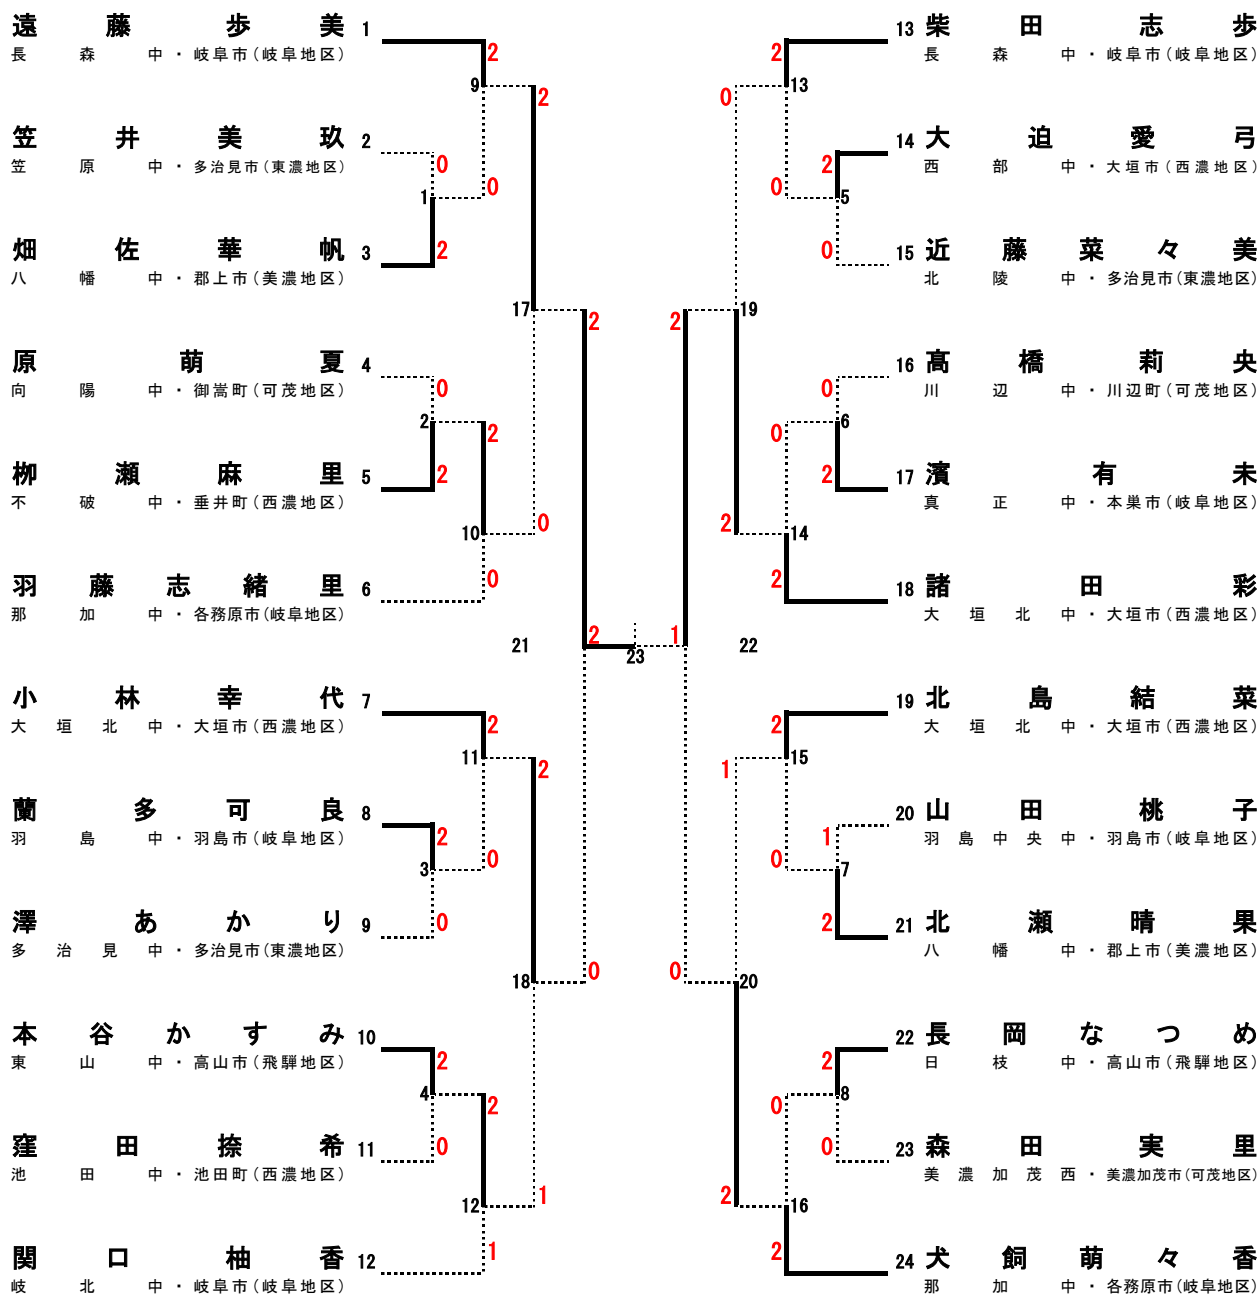 遠藤歩美 1
長森中・岐阜市(岐阜地区)
2
9
2
笠井美玖 2
笠原中・多治見市(東濃地区)
0
1
0
畑佐華帆 3
八幡中・郡上市(美濃地区)
2
17
2
原萌夏 4
向陽中・御嵩町(可茂地区)
0
2
2
栁瀬麻里 5
不破中・垂井町(西濃地区)
2
10
0
羽藤志緒里 6
那加中・各務原市(岐阜地区)
0
21
2
23
1
22
小林幸代 7
大垣北中・大垣市(西濃地区)
2
11
2
蘭多可良 8
羽島中・羽島市(岐阜地区)
2
3
0
澤あかり 9
多治見中・多治見市(東濃地区)
0
18
0
本谷かすみ 10
東山中・高山市(飛騨地区)
2
4
2
窪田捺希 11
池田中・池田町(西濃地区)
0
12
1
関口柚香 12
岐北中・岐阜市(岐阜地区)
1
13 柴田志歩
長森中・岐阜市(岐阜地区)
2
13
0
14 大迫愛弓
西部中・大垣市(西濃地区)
2
5
0
15 近藤菜々美
北陵中・多治見市(東濃地区)
0
19
2
16 髙橋莉央
川辺中・川辺町(可茂地区)
0
6
0
17 濱有未
真正中・本巣市(岐阜地区)
2
14
2
18 諸田彩
大垣北中・大垣市(西濃地区)
2
19 北島結菜
大垣北中・大垣市(西濃地区)
2
15
1
20 山田桃子
羽島中央中・羽島市(岐阜地区)
1
7
0
21 北瀬晴果
八幡中・郡上市(美濃地区)
2
20
0
22 長岡なつめ
日枝中・高山市(飛騨地区)
2
8
0
23 森田実里
美濃加茂西・美濃加茂市(可茂地区)
0
16
2
24 犬飼萌々香
那加中・各務原市(岐阜地区)
2